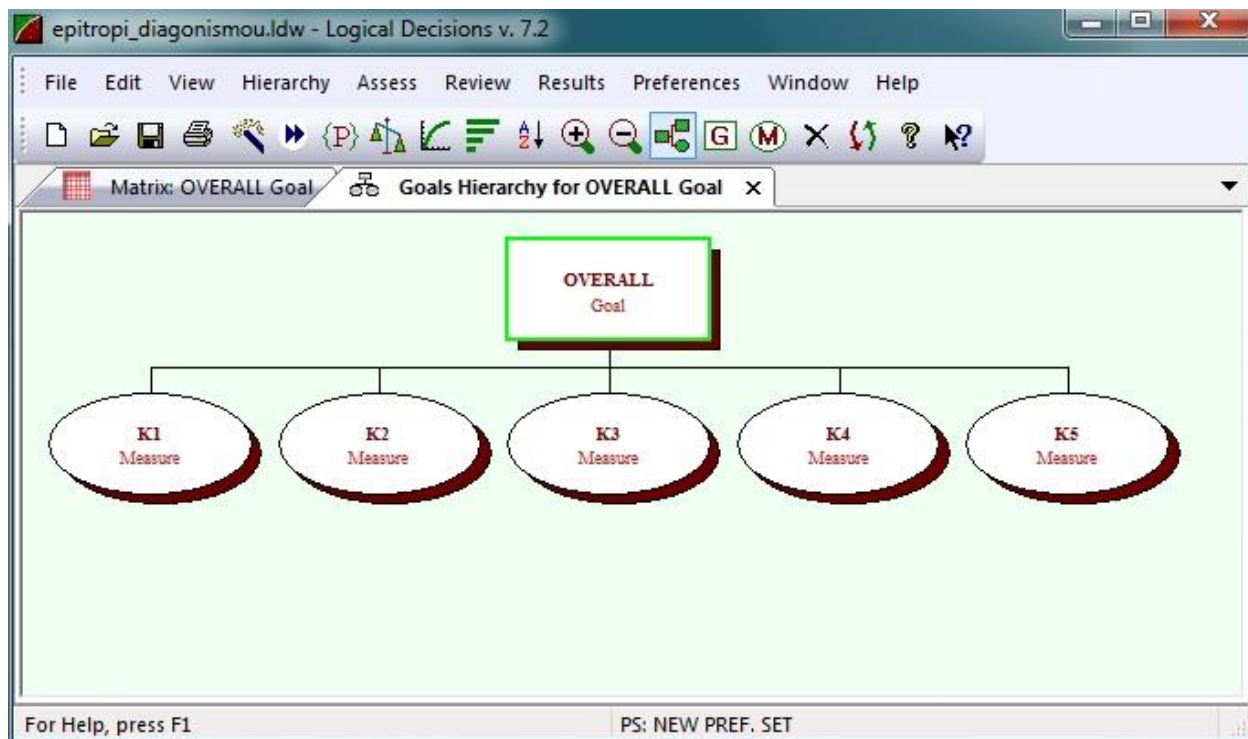 epitropi_diagonismou.ldw - Logical Decisions v. 7.2
File Edit View Hierarchy Assess Review Results Preferences Window Help
{P} A Z G M ? ?
Matrix: OVERALL Goal Goals Hierarchy for OVERALL Goal
OVERALL
Goal
K1 K2 K3 K4 K5
Measure Measure Measure Measure Measure
For Help, press F1 PS: NEW PREF. SET